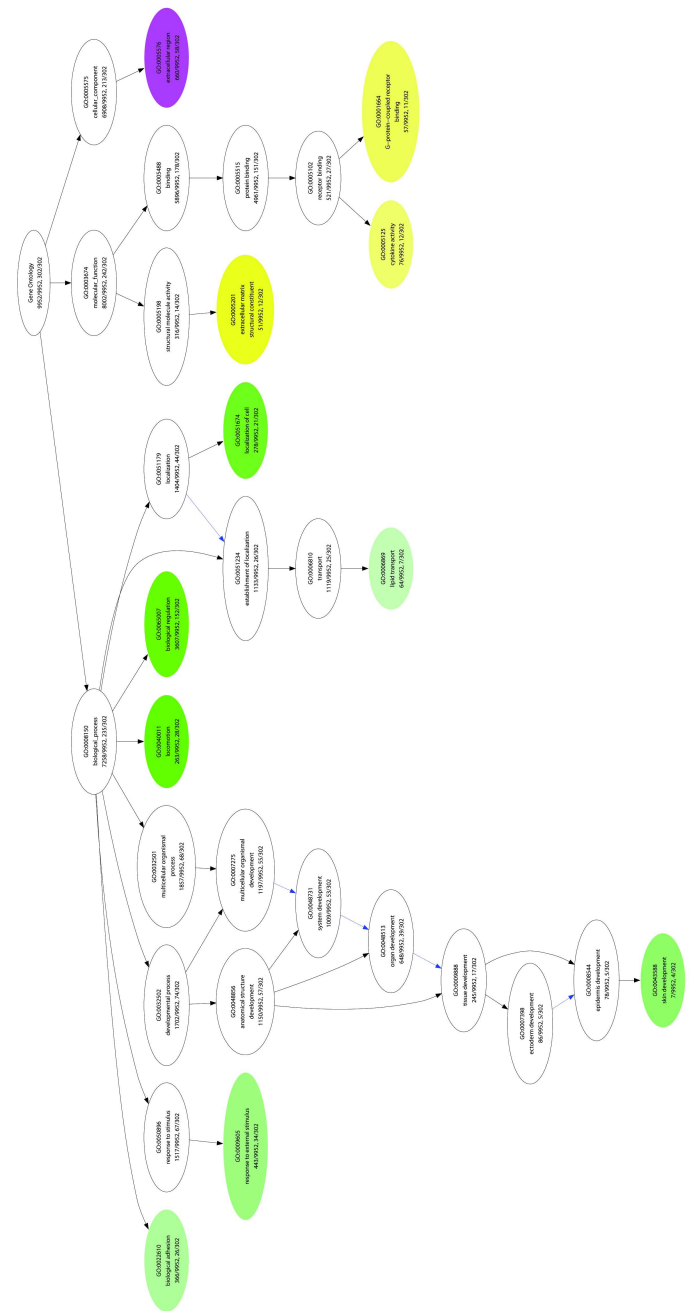 Gene Ontology
9952/9952, 302/302
GO:0008150
biological_process
7258/9952, 235/302
GO:0003674
molecular_function
8002/9952, 242/302
GO:0005575
cellular_component
6908/9952, 213/302
GO:0022610
biological adhesion
366/9952, 26/302
GO:0050896
response to stimulus
1517/9952, 67/302
GO:0032502
developmental process
1702/9952, 74/302
GO:0032501
multicellular organismal
process
1857/9952, 68/302
GO:0040011
locomotion
263/9952, 28/302
GO:0065007
biological regulation
3607/9952, 152/302
GO:0051179
localization
1404/9952, 44/302
GO:0005198
structural molecule activity
316/9952, 14/302
GO:0005488
binding
5896/9952, 178/302
GO:0005576
extracellular region
660/9952, 58/302
GO:0009605
response to external stimulus
443/9952, 34/302
GO:0048856
anatomical structure
development
1150/9952, 57/302
GO:0007275
multicellular organismal
development
1197/9952, 55/302
GO:0051234
establishment of localization
1133/9952, 26/302
GO:0051674
localization of cell
278/9952, 21/302
GO:0005201
extracellular matrix
structural constituent
51/9952, 12/302
GO:0005515
protein binding
4961/9952, 151/302
GO:0048731
system development
1009/9952, 53/302
GO:0006810
transport
1119/9952, 25/302
GO:0005102
receptor binding
521/9952, 27/302
GO:0048513
organ development
648/9952, 39/302
GO:0006869
lipid transport
64/9952, 7/302
GO:0005125
cytokine activity
76/9952, 12/302
GO:0001664
G-protein-coupled receptor
binding
57/9952, 11/302
GO:0009888
tissue development
245/9952, 17/302
GO:0007398
ectoderm development
86/9952, 5/302
GO:0008544
epidermis development
78/9952, 5/302
GO:0043588
skin development
7/9952, 4/302